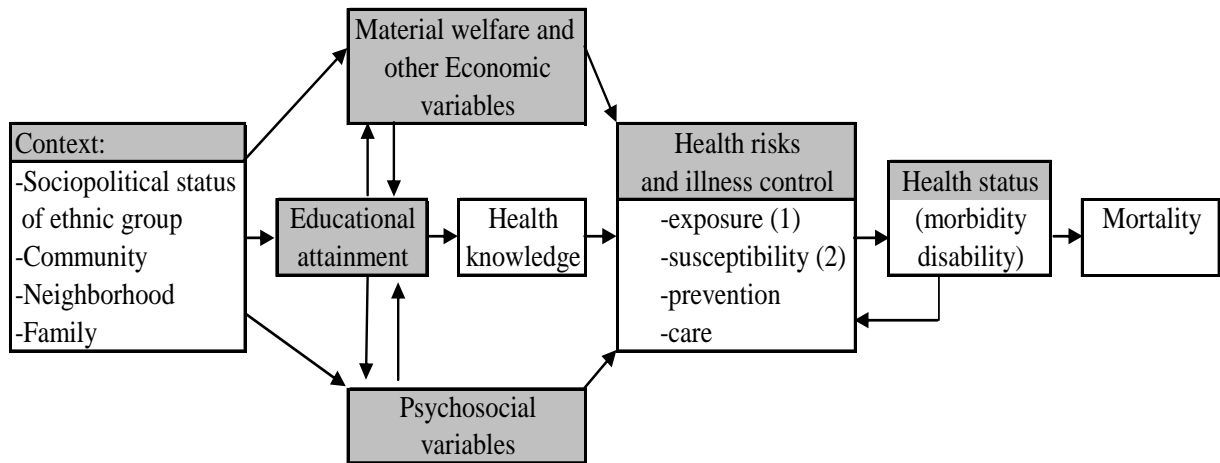 Material welfare and
other Economic
variables
Context:
-Sociopolitical status
of ethnic group
-Community
-Neighborhood
-Family
Educational
attainment
Health
knowledge
Psychosocial
variables
Health risks
and illness control
-exposure (1)
-susceptibility (2)
-prevention
-care
Health status
(morbidity
disability)
Mortality